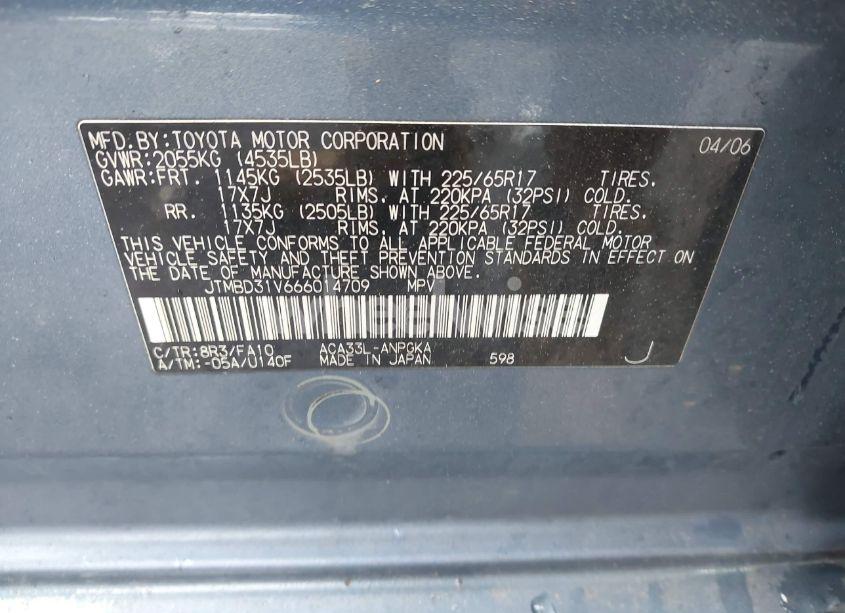 MFD.BY:TOYOTA MOTOR CORPORATION 04/06
GVWR:2055KG (4535LB)
GAWR:FRT. 1145KG (2535LB) WITH 225/65R17 TIRES.
17X7J RIMS, AT 220KPA (32PSI) COLD.
RR. 1135KG (2505LB) WITH 225/65R17 TIRES.
17X7J RIMS, AT 220KPA (32PSI) COLD.
THIS VEHICLE CONFORMS TO ALL APPLICABLE FEDERAL MOTOR
VEHICLE SAFETY AND THEFT PREVENTION STANDARDS IN EFFECT ON
THE DATE OF MANUFACTURE SHOWN ABOVE.
JTMBD31V666014709 MPV
C/TR:8R3/FA10 ACA33L-ANPGKA
A/TM:-05A/U140F MADE IN JAPAN 598 J